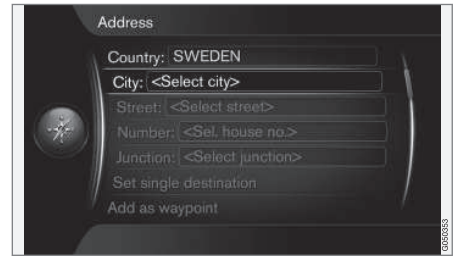 Address
Country: SWEDEN
City: <Select city>
Street: <Select street>
Number: <Sel. house no.>
Junction: <Select junction>
Set single destination
Add as waypoint
G050353